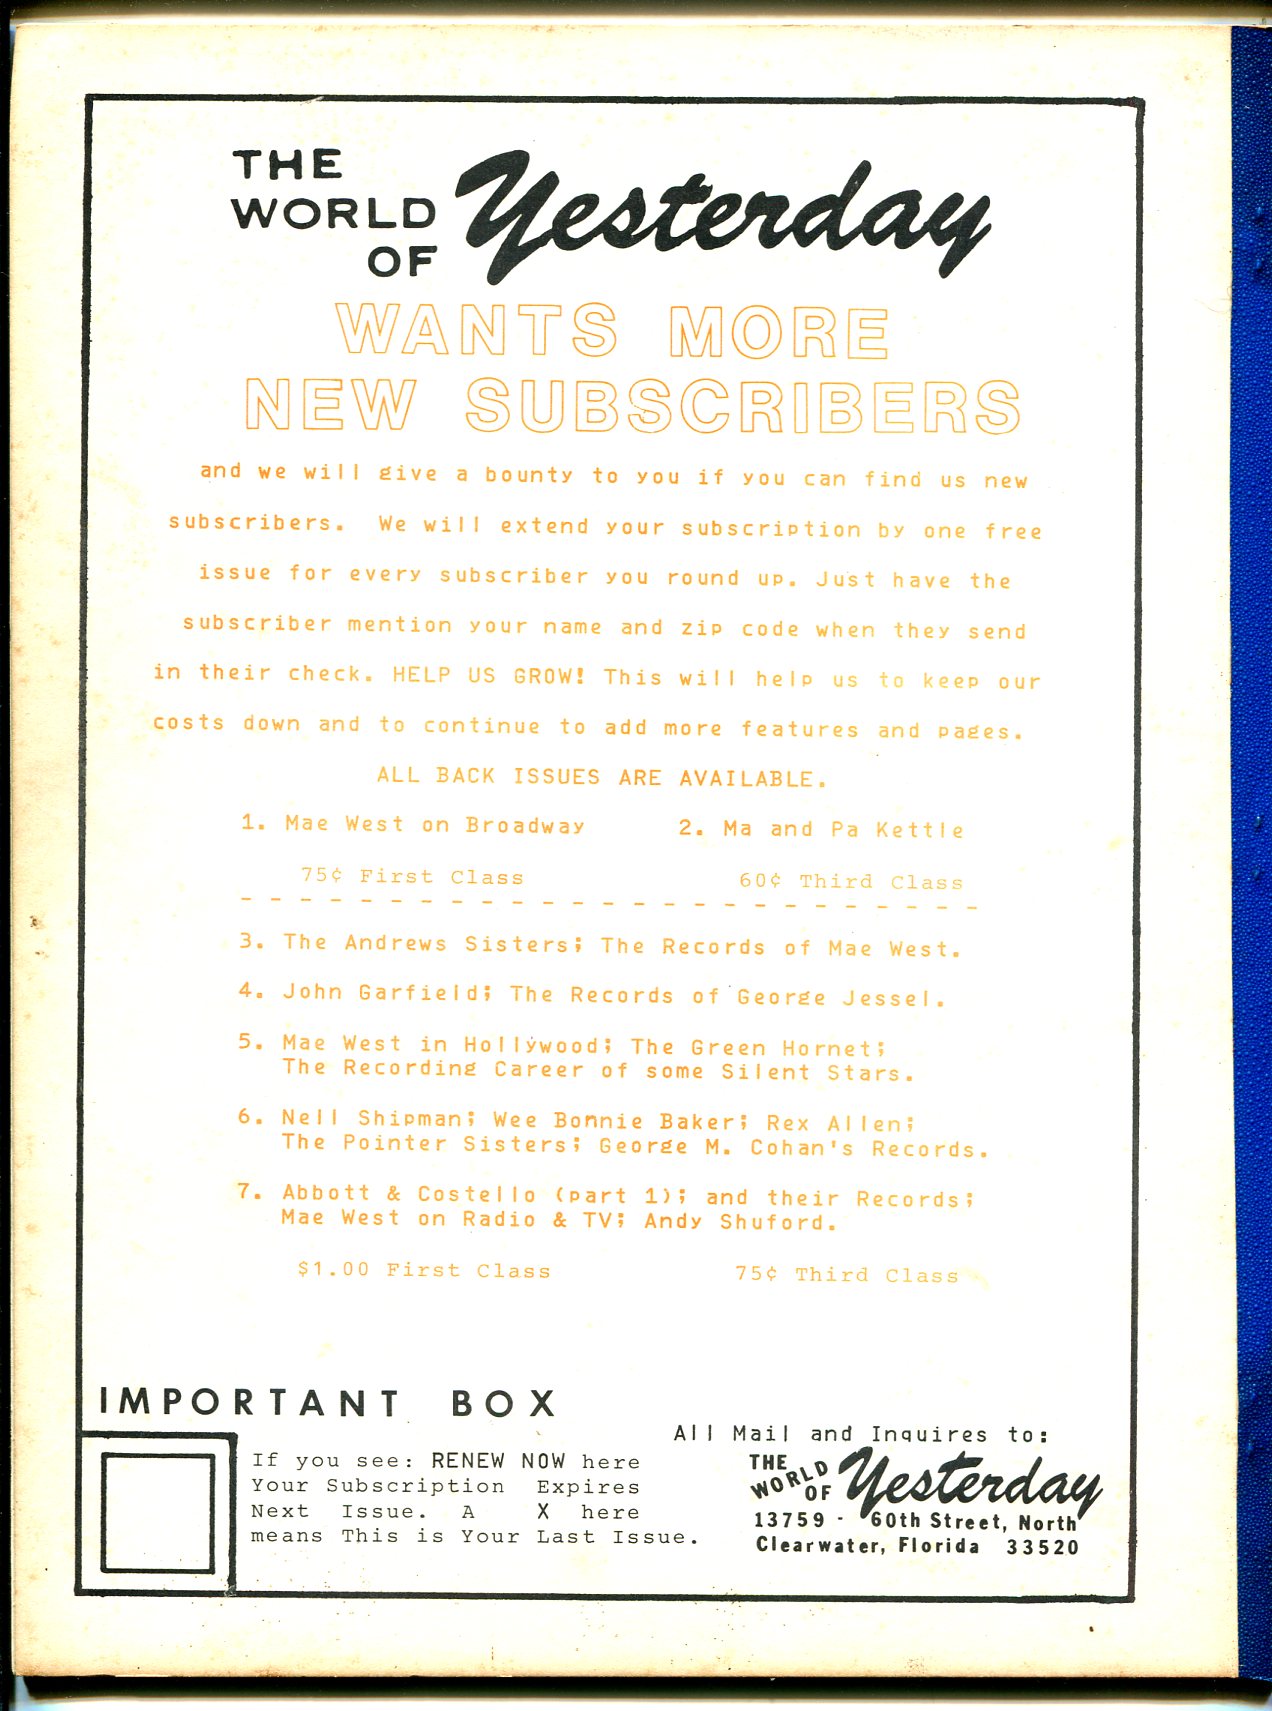 THE
WORLD
OF Yesterday
WANTS MORE
NEW SUBSCRIBERS
and we will give a bounty to you if you can find us new
subscribers. We will extend your subscription by one free
issue for every subscriber you round up. Just have the
subscriber mention your name and zip code when they send
in their check. HELP US GROW! This will help us to keep our
costs down and to continue to add more features and pages.
ALL BACK ISSUES ARE AVAILABLE.
1. Mae West on Broadway 2. Ma and Pa Kettle
75¢ First Class 60¢ Third Class
- - - - - - - - - - - - - - - - - - - - - - - - -
3. The Andrews Sisters; The Records of Mae West.
4. John Garfield; The Records of George Jessel.
5. Mae West in Hollywood; The Green Hornet;
The Recording Career of some Silent Stars.
6. Nell Shipman; Wee Bonnie Baker; Rex Allen;
The Pointer Sisters; George M. Cohan's Records.
7. Abbott & Costello (part 1); and their Records;
Mae West on Radio & TV; Andy Shuford.
$1.00 First Class 75¢ Third Class
IMPORTANT BOX
If you see: RENEW NOW here
Your Subscription Expires
Next Issue. A X here
means This is Your Last Issue.
All Mail and Inquires to:
THE
WORLD
OF Yesterday
13759 - 60th Street, North
Clearwater, Florida 33520